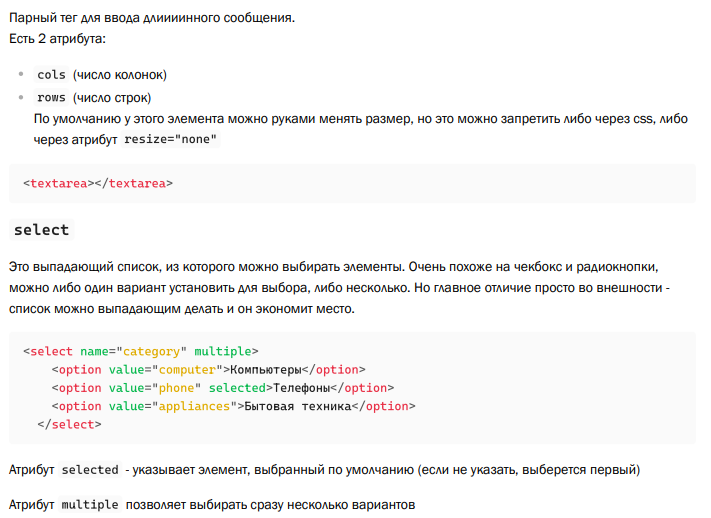 Парный тег для ввода длиииинного сообщения.
Есть 2 атрибута:
cols (число колонок)
rows (число строк)
По умолчанию у этого элемента можно руками менять размер, но это можно запретить либо через css, либо
через атрибут resize="none"
<textarea></textarea>
select
Это выпадающий список, из которого можно выбирать элементы. Очень похоже на чекбокс и радиокнопки,
можно либо один вариант установить для выбора, либо несколько. Но главное отличие просто во внешности -
список можно выпадающим делать и он экономит место.
<select name="category" multiple>
    <option value="computer">Компьютеры</option>
    <option value="phone" selected>Телефоны</option>
    <option value="appliances">Бытовая техника</option>
  </select>
Атрибут selected - указывает элемент, выбранный по умолчанию (если не указать, выберется первый)
Атрибут multiple позволяет выбирать сразу несколько вариантов